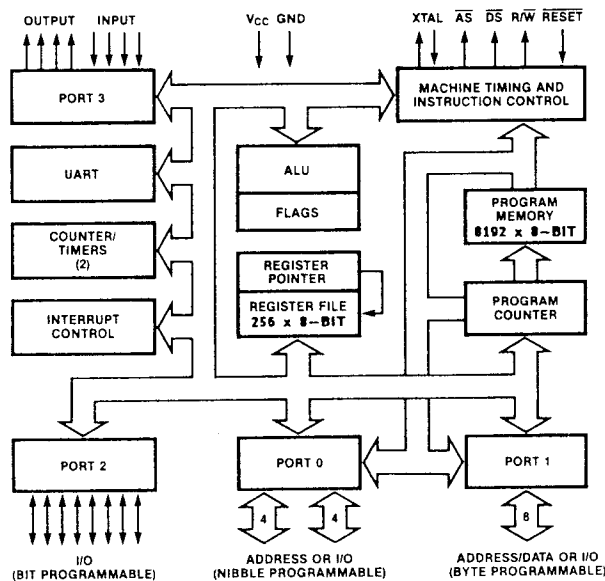 OUTPUT INPUT
VCC GND
XTAL AS DS R/W RESET
PORT 3
MACHINE TIMING AND
INSTRUCTION CONTROL
UART
ALU
FLAGS
PROGRAM
MEMORY
8192 x 8-BIT
COUNTER/
TIMERS
(2)
REGISTER
POINTER
REGISTER FILE
256 x 8-BIT
PROGRAM
COUNTER
INTERRUPT
CONTROL
PORT 2
PORT 0
PORT 1
4
4
8
I/O
(BIT PROGRAMMABLE)
ADDRESS OR I/O
(NIBBLE PROGRAMMABLE)
ADDRESS/DATA OR I/O
(BYTE PROGRAMMABLE)